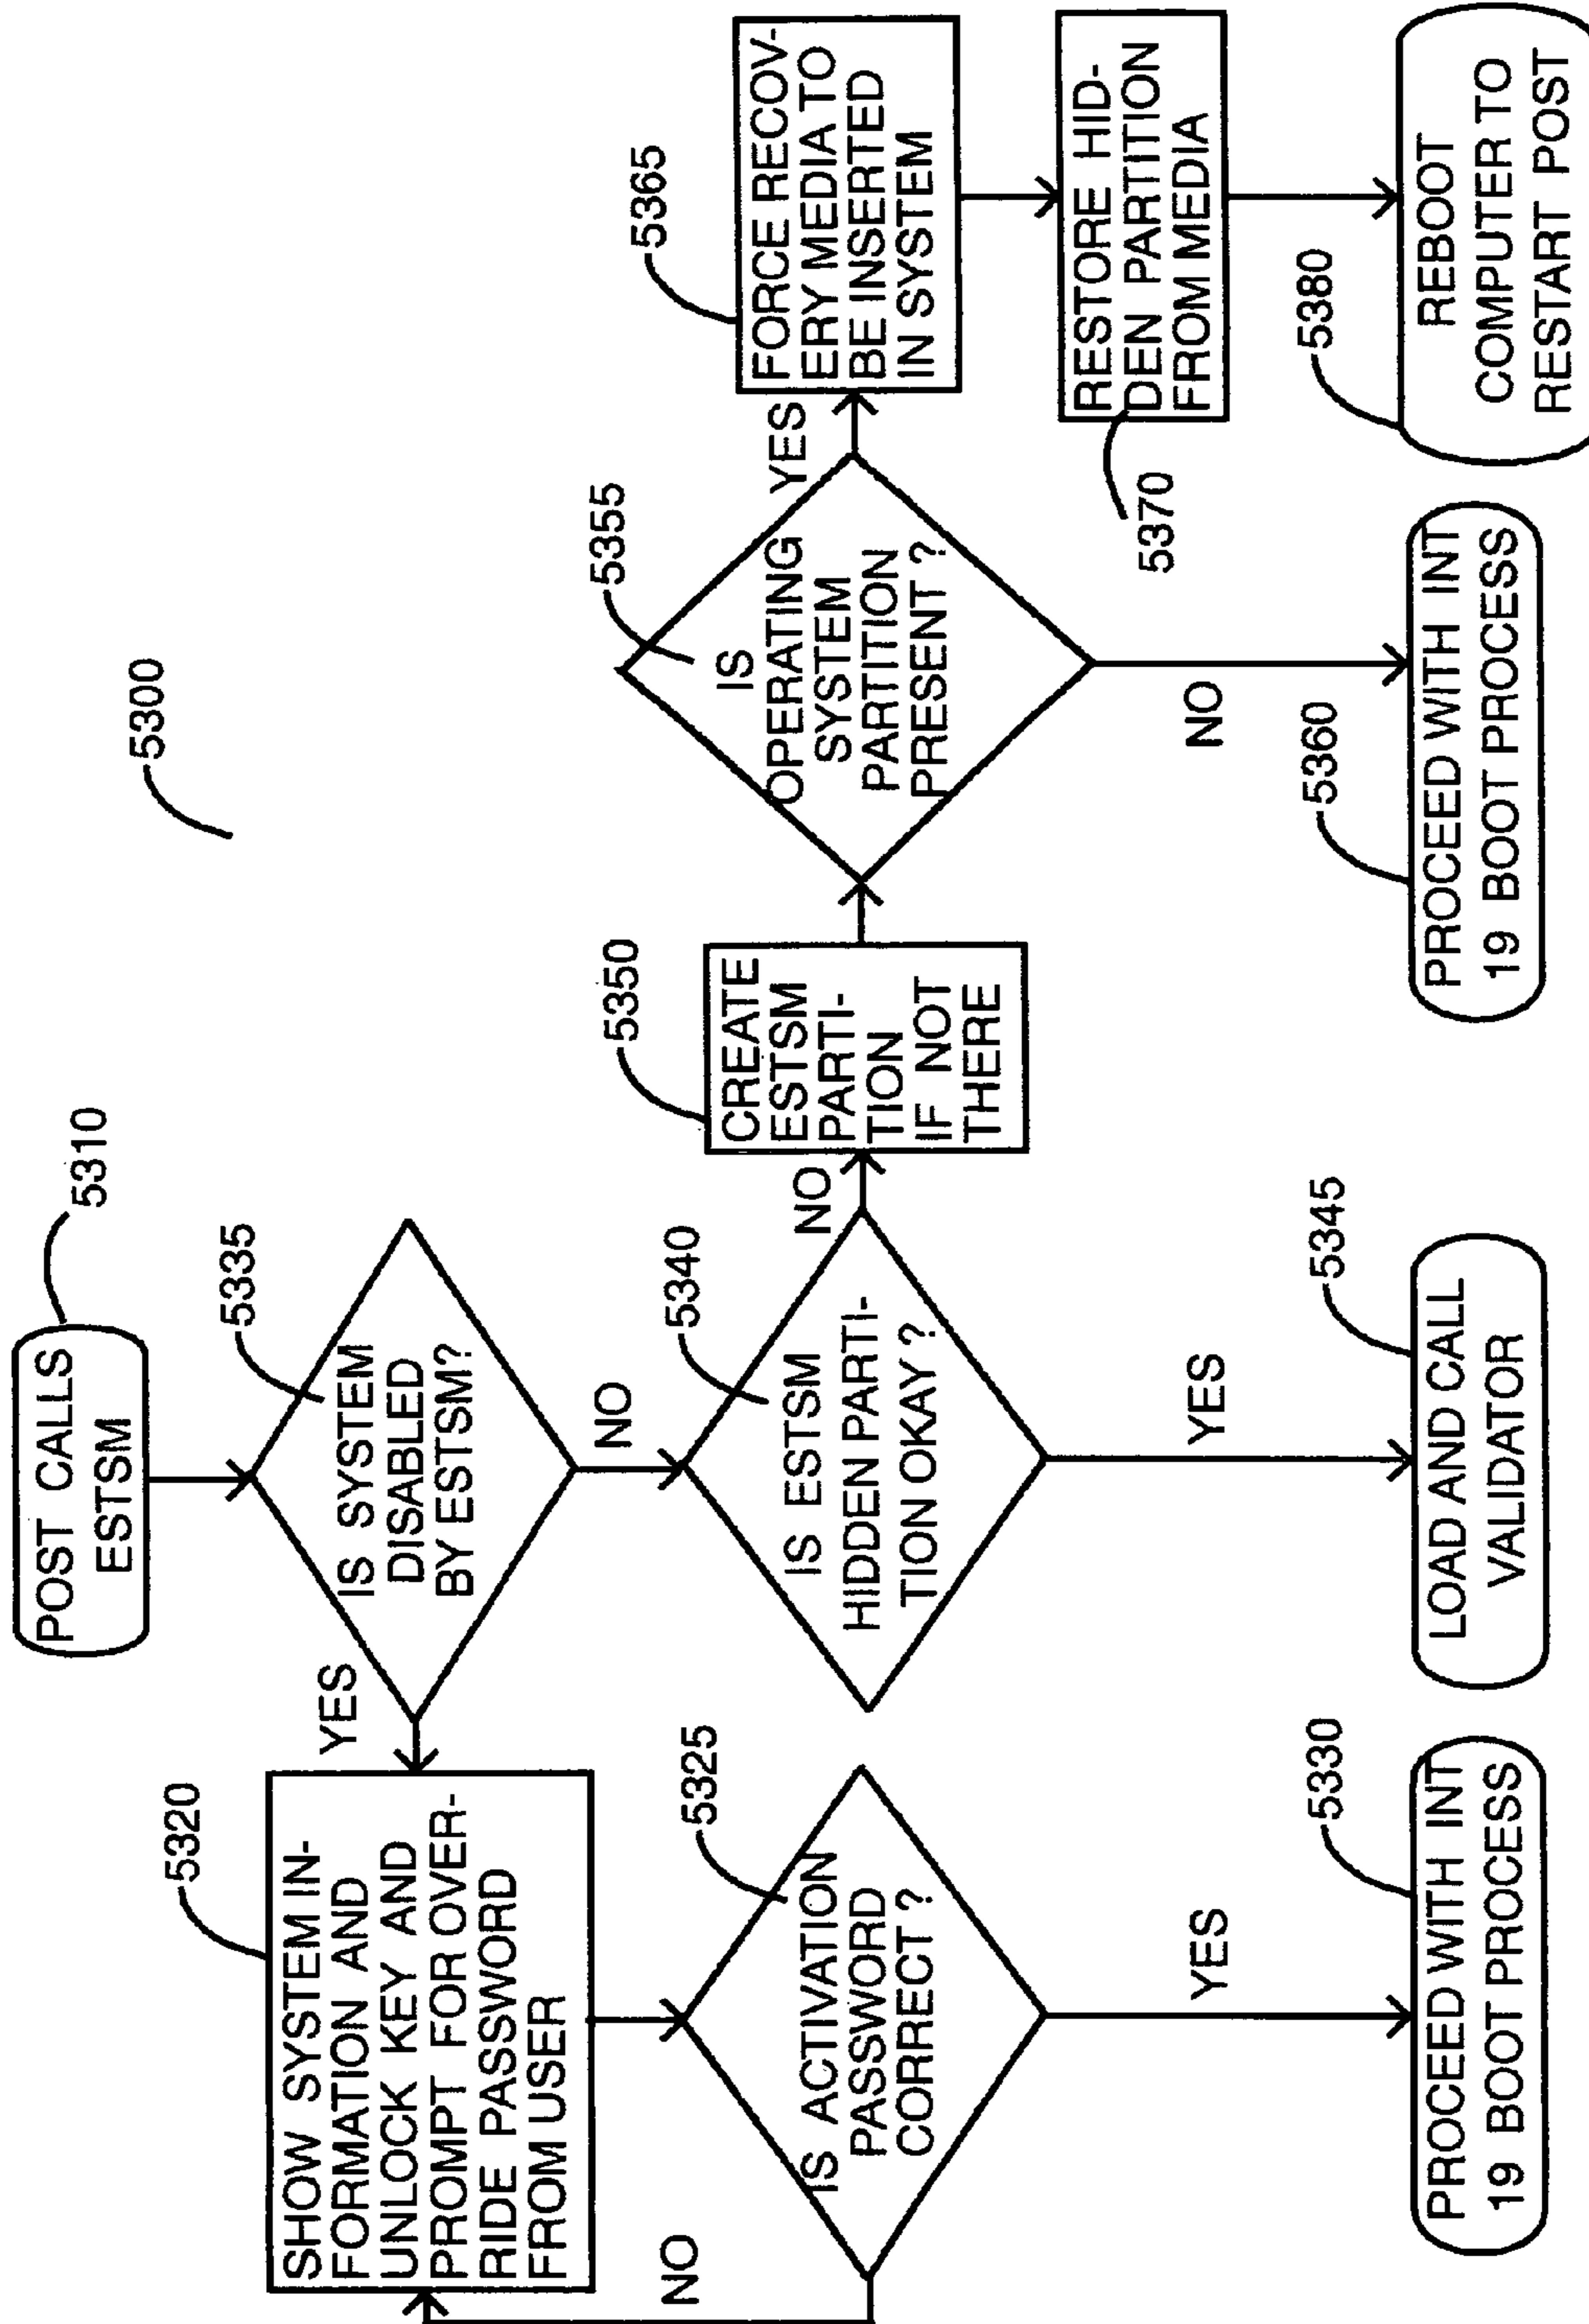 5300
POST CALLS
ESTSM
5310
IS SYSTEM
DISABLED
BY ESTSM?
5335
YES
NO
SHOW SYSTEM IN-
FORMATION AND
UNLOCK KEY AND
PROMPT FOR OVER-
RIDE PASSWORD
FROM USER
5320
IS ACTIVATION
PASSWORD
CORRECT ?
5325
NO
YES
PROCEED WITH INT
19 BOOT PROCESS
5330
IS ESTSM
HIDDEN PARTI-
TION OKAY ?
5340
NO
YES
LOAD AND CALL
VALIDATOR
5345
CREATE
ESTSM
PARTI-
TION
IF NOT
THERE
5350
IS
OPERATING
SYSTEM
PARTITION
PRESENT ?
5355
YES
NO
PROCEED WITH INT
19 BOOT PROCESS
5360
FORCE RECOV-
ERY MEDIA TO
BE INSERTED
IN SYSTEM
5365
RESTORE HID-
DEN PARTITION
FROM MEDIA
5370
REBOOT
COMPUTER TO
RESTART POST
5380